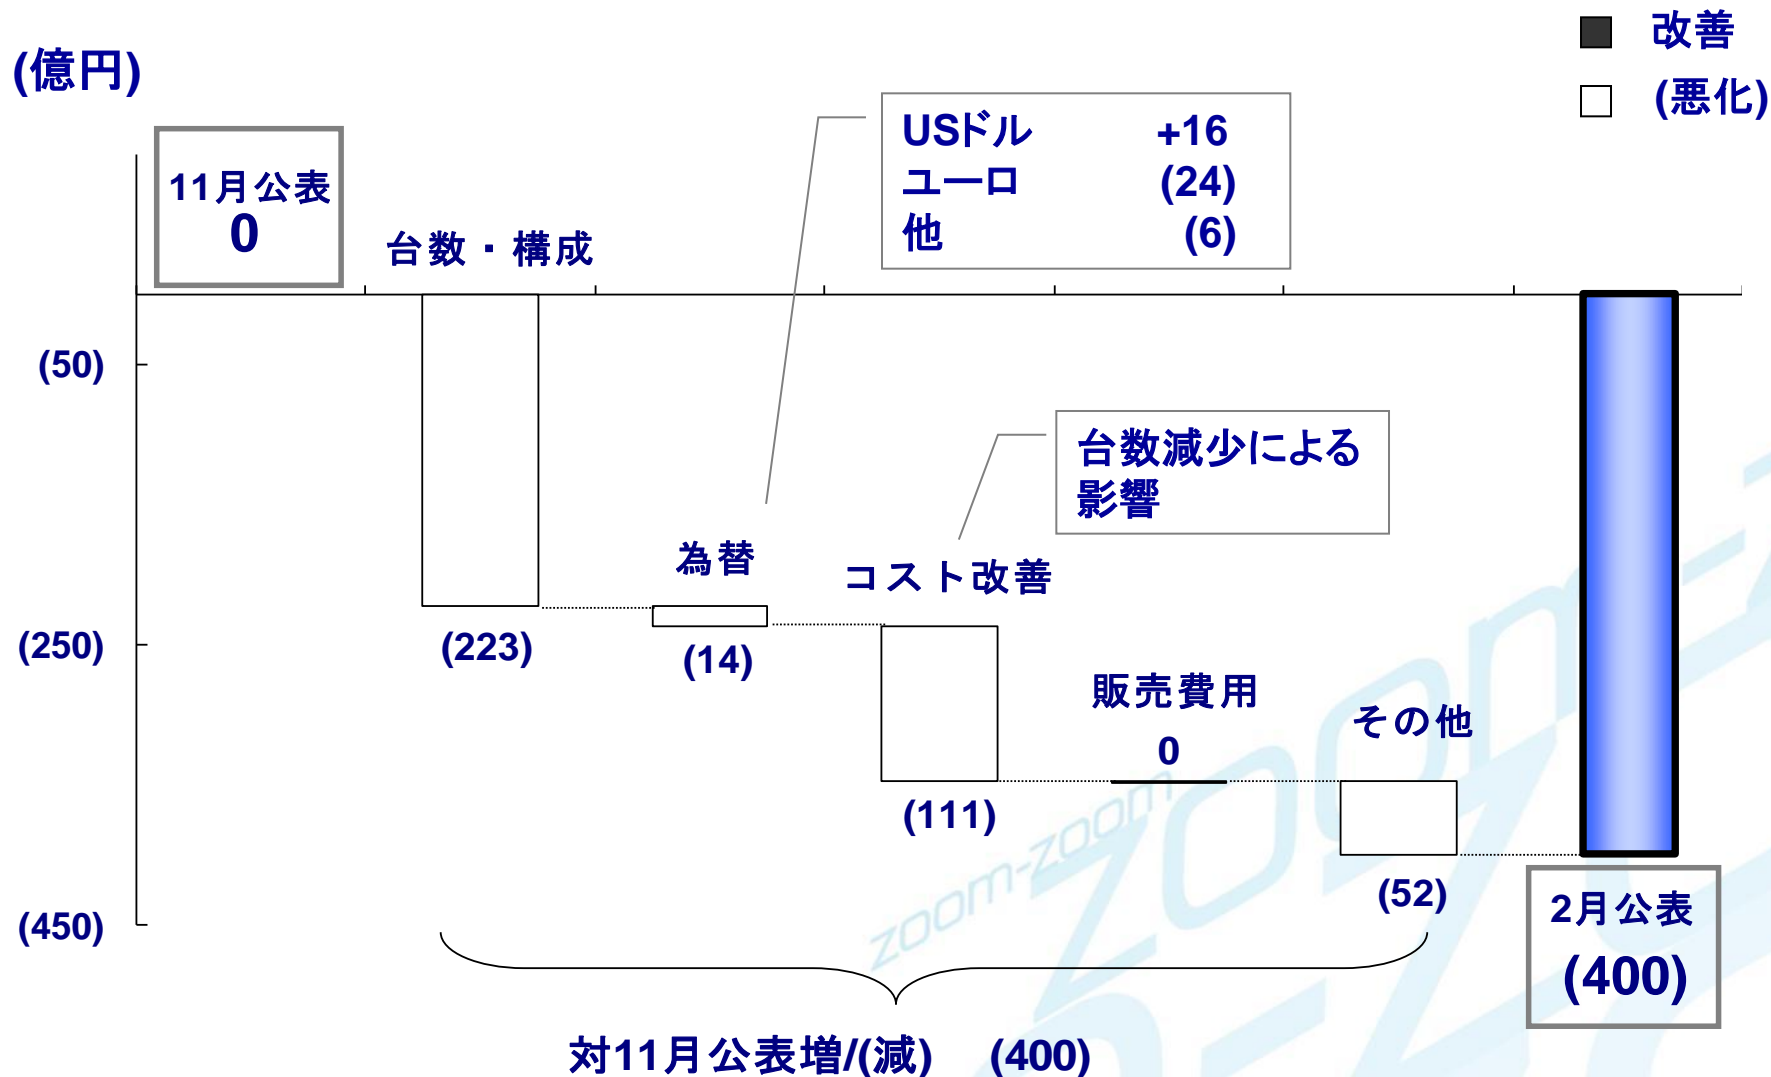 改善
(億円)
(悪化)
11月公表
0
台数・構成
USドル +16
ユーロ (24)
他 (6)
(50)
台数減少による
影響
為替
コスト改善
(250)
(223)
(14)
販売費用
0
その他
(111)
(52)
(450)
2月公表
(400)
対11月公表増/(減) (400)
zoom-zoom
zoom-z